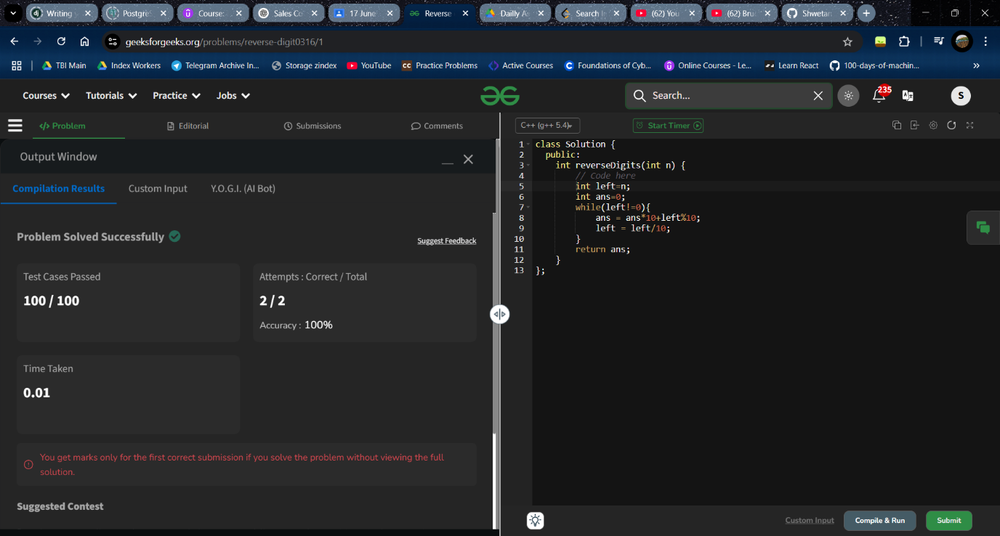 Writing
PostgreS
Course:
Sales Co
17 June
Reverse
Dailly As
Search I
(62) You
(62) Bru
Shwetan
geeksforgeeks.org/problems/reverse-digit0316/1
TBI Main
Index Workers
Telegram Archive In...
Storage zindex
YouTube
CC Practice Problems
Active Courses
Foundations of Cyb...
Online Courses - Le...
Learn React
100-days-of-machin...
»
Courses Tutorials Practice Jobs
Search...
235
S
</> Problem
Editorial
Submissions
Comments
C++ (g++ 5.4)
Start Timer
Output Window
Compilation Results Custom Input Y.O.G.I. (AI Bot)
Problem Solved Successfully
Suggest Feedback
Test Cases Passed
100 / 100
Attempts : Correct / Total
2 / 2
Accuracy : 100%
Time Taken
0.01
You get marks only for the first correct submission if you solve the problem without viewing the full
solution.
Suggested Contest
1 class Solution {
2 public:
3 int reverseDigits(int n) {
4 // Code here
5 int left=n;
6 int ans=0;
7 while(left!=0){
8 ans = ans*10+left%10;
9 left = left/10;
10 }
11 return ans;
12 }
13 };
Custom Input
Compile & Run
Submit